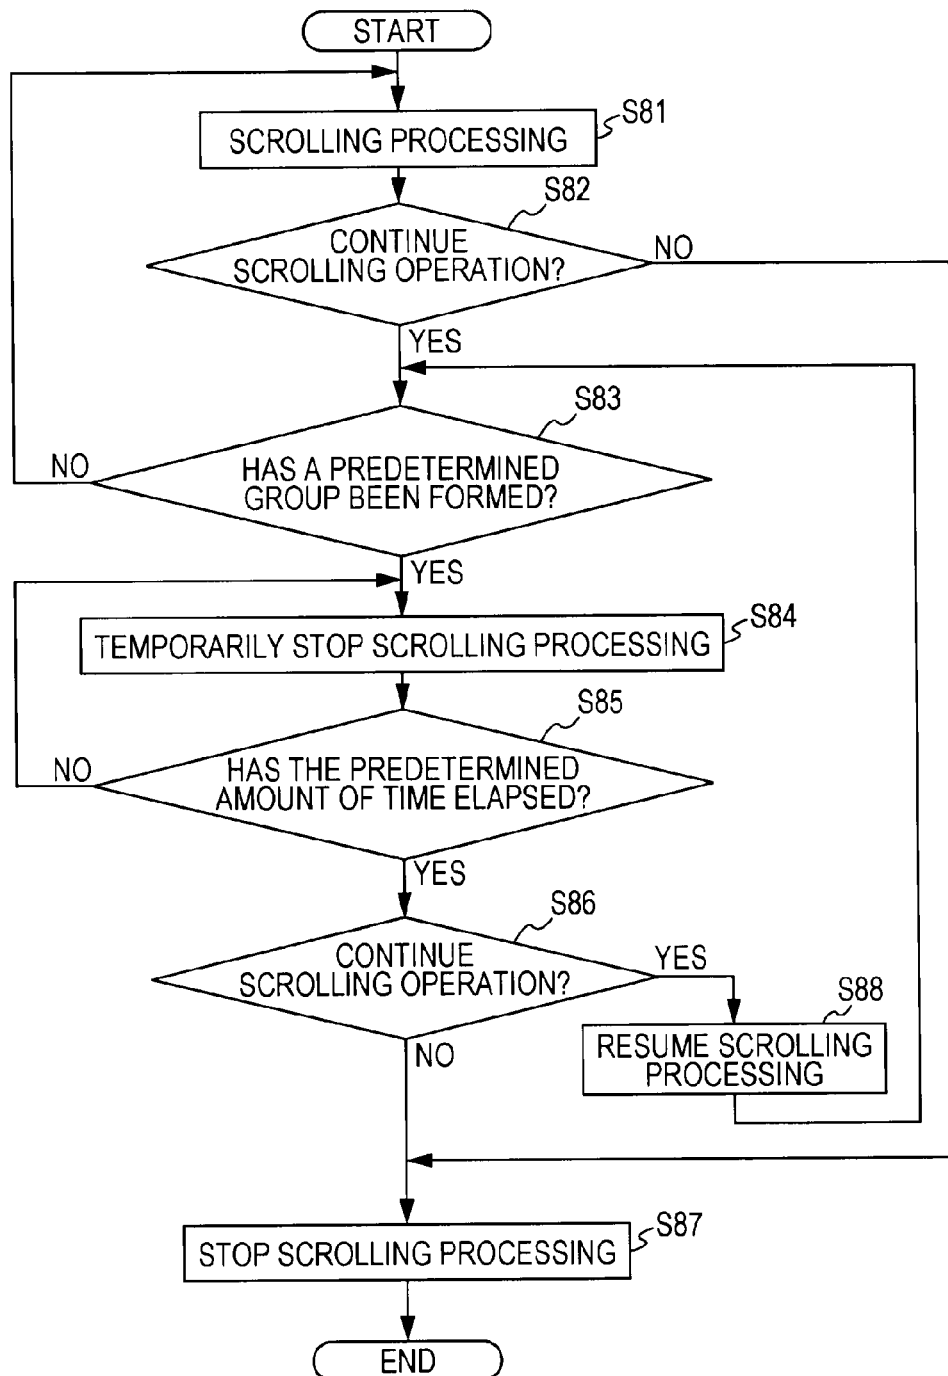 START
SCROLLING PROCESSING
S81
S82
CONTINUE
SCROLLING OPERATION?
NO
YES
S83
HAS A PREDETERMINED
GROUP BEEN FORMED?
NO
YES
S84
TEMPORARILY STOP SCROLLING PROCESSING
S85
HAS THE PREDETERMINED
AMOUNT OF TIME ELAPSED?
NO
YES
S86
CONTINUE
SCROLLING OPERATION?
YES
NO
S88
RESUME SCROLLING
PROCESSING
S87
STOP SCROLLING PROCESSING
END